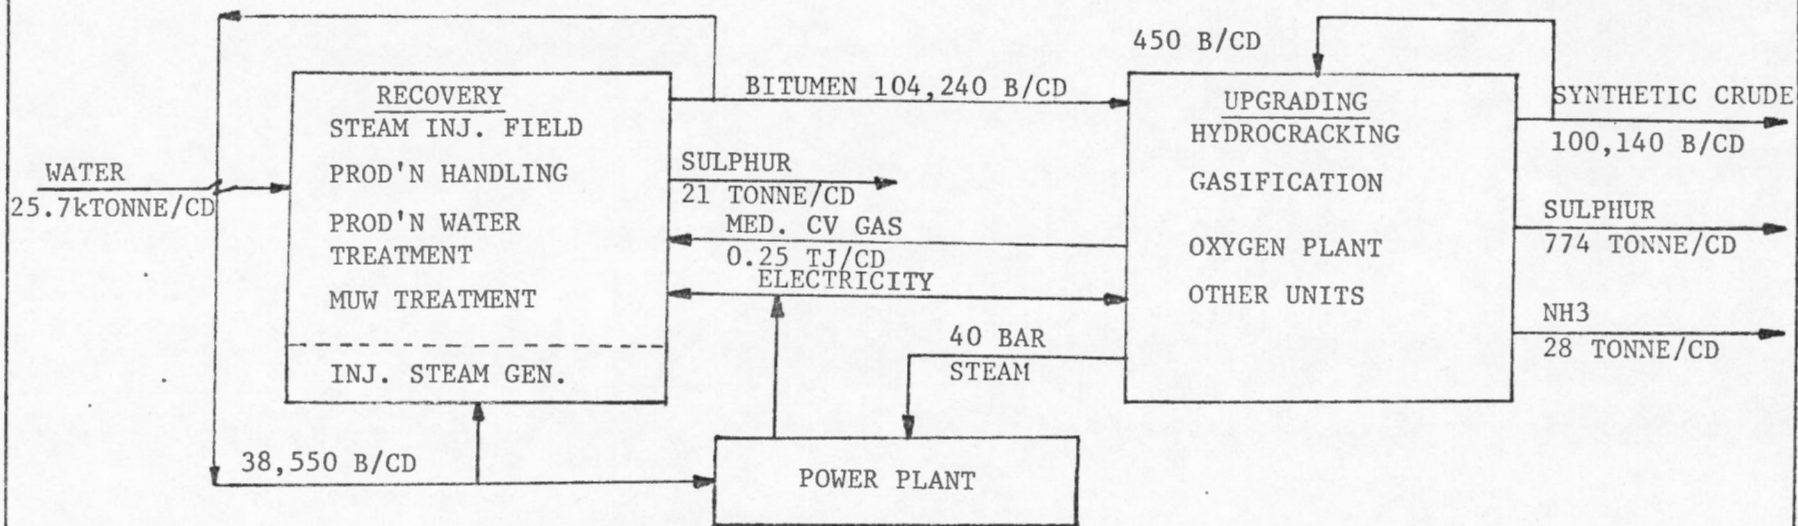 450 B/CD
RECOVERY
STEAM INJ. FIELD
PROD'N HANDLING
PROD'N WATER
TREATMENT
MUW TREATMENT
INJ. STEAM GEN.
WATER
25.7kTONNE/CD
BITUMEN 104,240 B/CD
SULPHUR
21 TONNE/CD
MED. CV GAS
0.25 TJ/CD
ELECTRICITY
40 BAR
STEAM
UPGRADING
HYDROCRACKING
GASIFICATION
OXYGEN PLANT
OTHER UNITS
SYNTHETIC CRUDE
100,140 B/CD
SULPHUR
774 TONNE/CD
NH3
28 TONNE/CD
38,550 B/CD
POWER PLANT